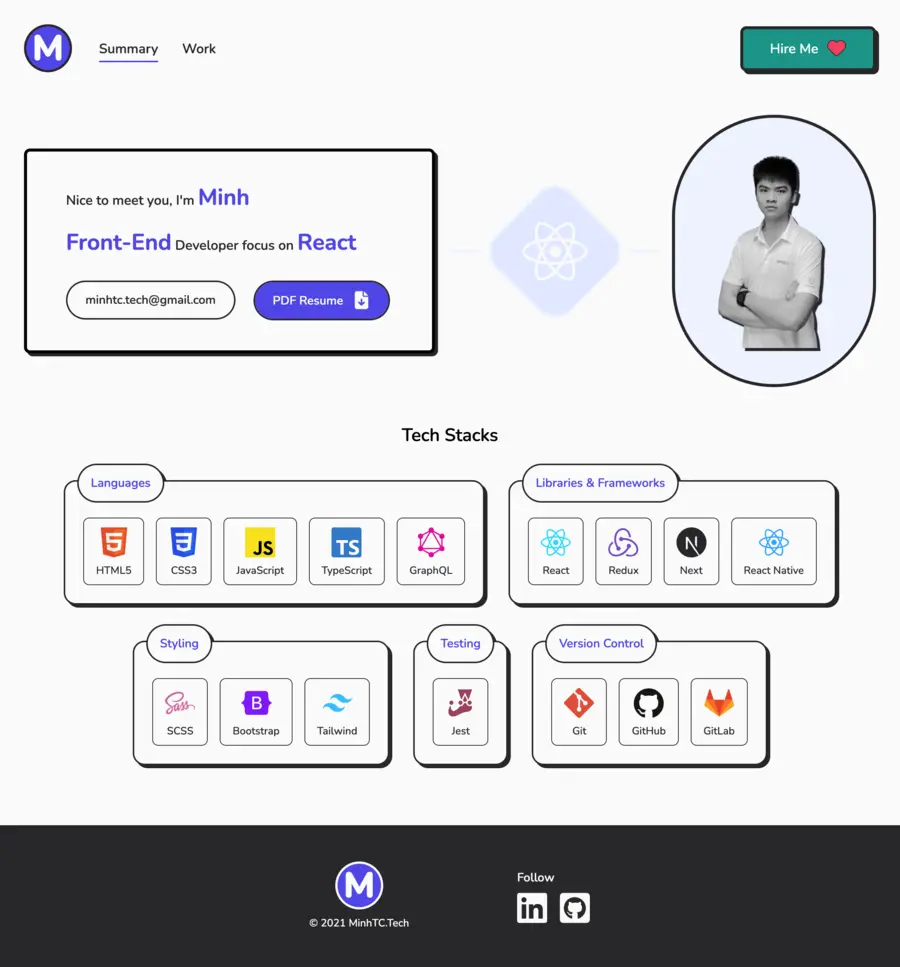 M
Summary
Work
Hire Me
Nice to meet you, I'm Minh
Front-End Developer focus on React
minhtc.tech@gmail.com
PDF Resume
Tech Stacks
Languages
5
HTML5
3
CSS3
JS
JavaScript
TS
TypeScript
GraphQL
Libraries & Frameworks
React
Redux
N
Next
React Native
Styling
Sass
SCSS
B
Bootstrap
Tailwind
Testing
Jest
Version Control
Git
GitHub
GitLab
M
© 2021 MinhTC.Tech
Follow
in